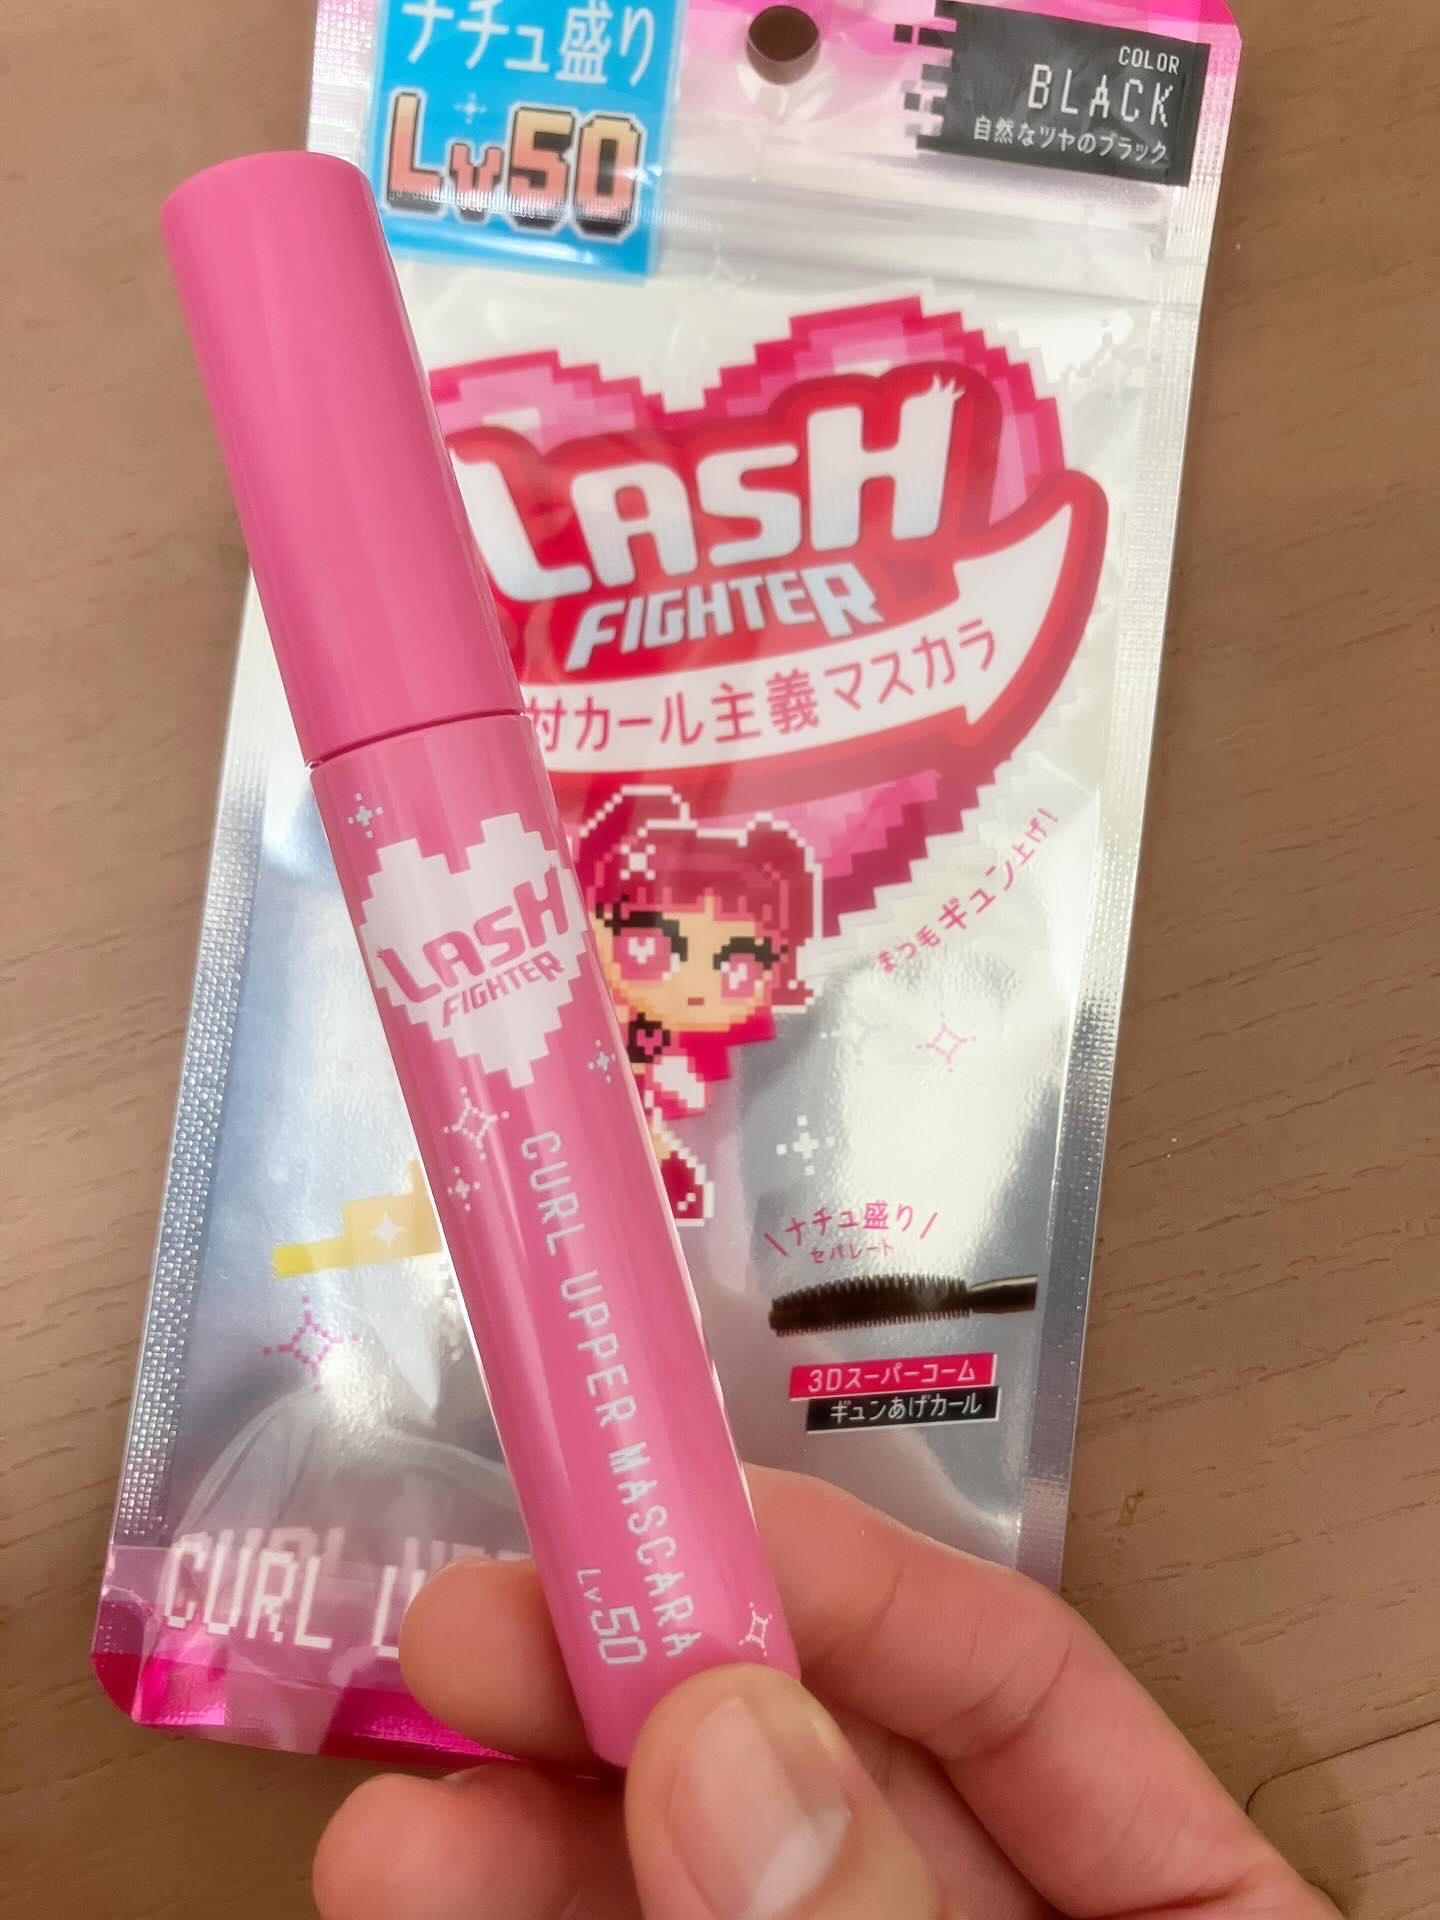 ナチュ盛り
Lv50
COLOR
BLACK
自然なツヤのブラック
LASH
FIGHTER
対カール主義マスカラ
まつ毛ギュン上げ!
\ナチュ盛り/
セパレート
3Dスーパーコーム
ギュンあげカール
CURL
LASH
FIGHTER
CURL UPPER MASCARA
Lv50